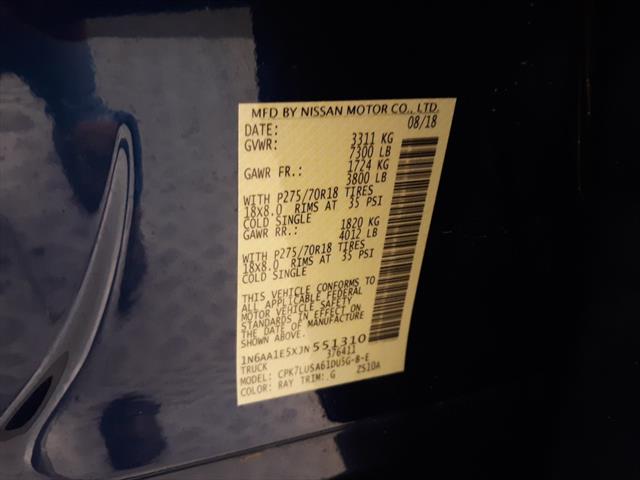 MFD BY NISSAN MOTOR CO., LTD.
DATE: 08/18
GVWR: 3311 KG
7300 LB
GAWR FR.: 1724 KG
3800 LB
WITH P275/70R18 TIRES
18X8.0 RIMS AT 35 PSI
COLD SINGLE
GAWR RR.: 1820 KG
4012 LB
WITH P275/70R18 TIRES
18X8.0 RIMS AT 35 PSI
COLD SINGLE
THIS VEHICLE CONFORMS TO
ALL APPLICABLE FEDERAL
MOTOR VEHICLE SAFETY
STANDARDS IN EFFECT ON
THE DATE OF MANUFACTURE
SHOWN ABOVE.
1N6AA1E5XJN551310
TRUCK 376411
MODEL: CPK7LUSA61DU5G-B-E
COLOR: RAY TRIM: G ZS10A